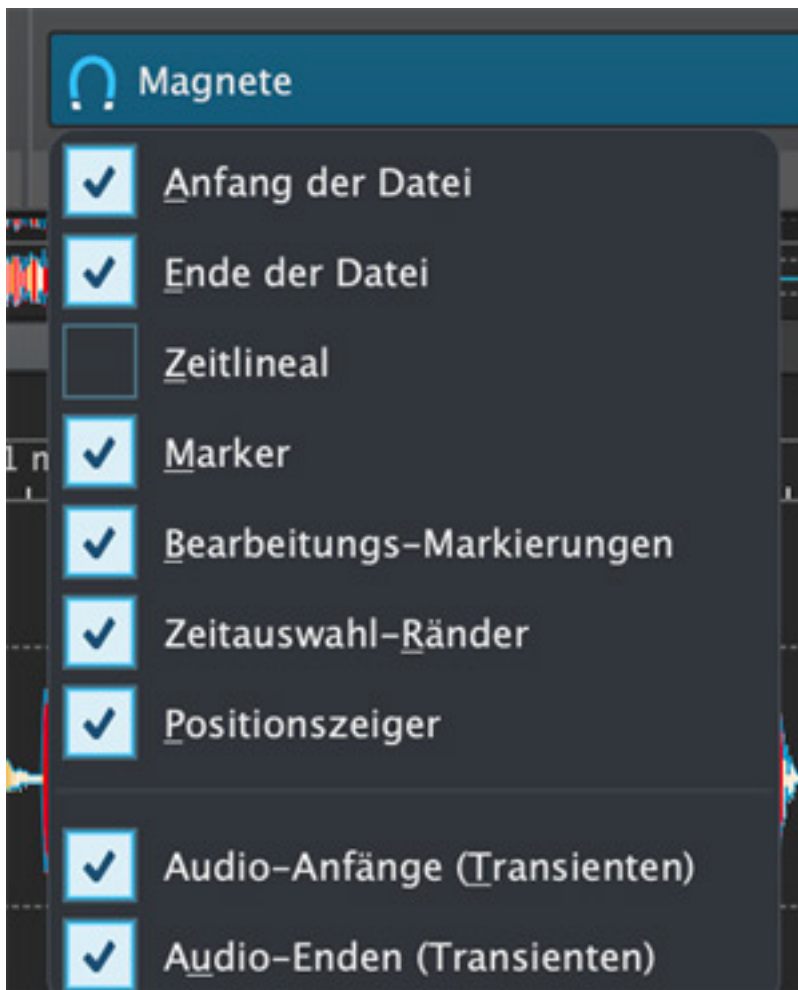 Magnete
Anfang der Datei
Ende der Datei
Zeitlineal
1 n
Marker
Bearbeitungs-Markierungen
Zeitauswahl-Ränder
Positionszeiger
Audio-Anfänge (Transienten)
Audio-Enden (Transienten)